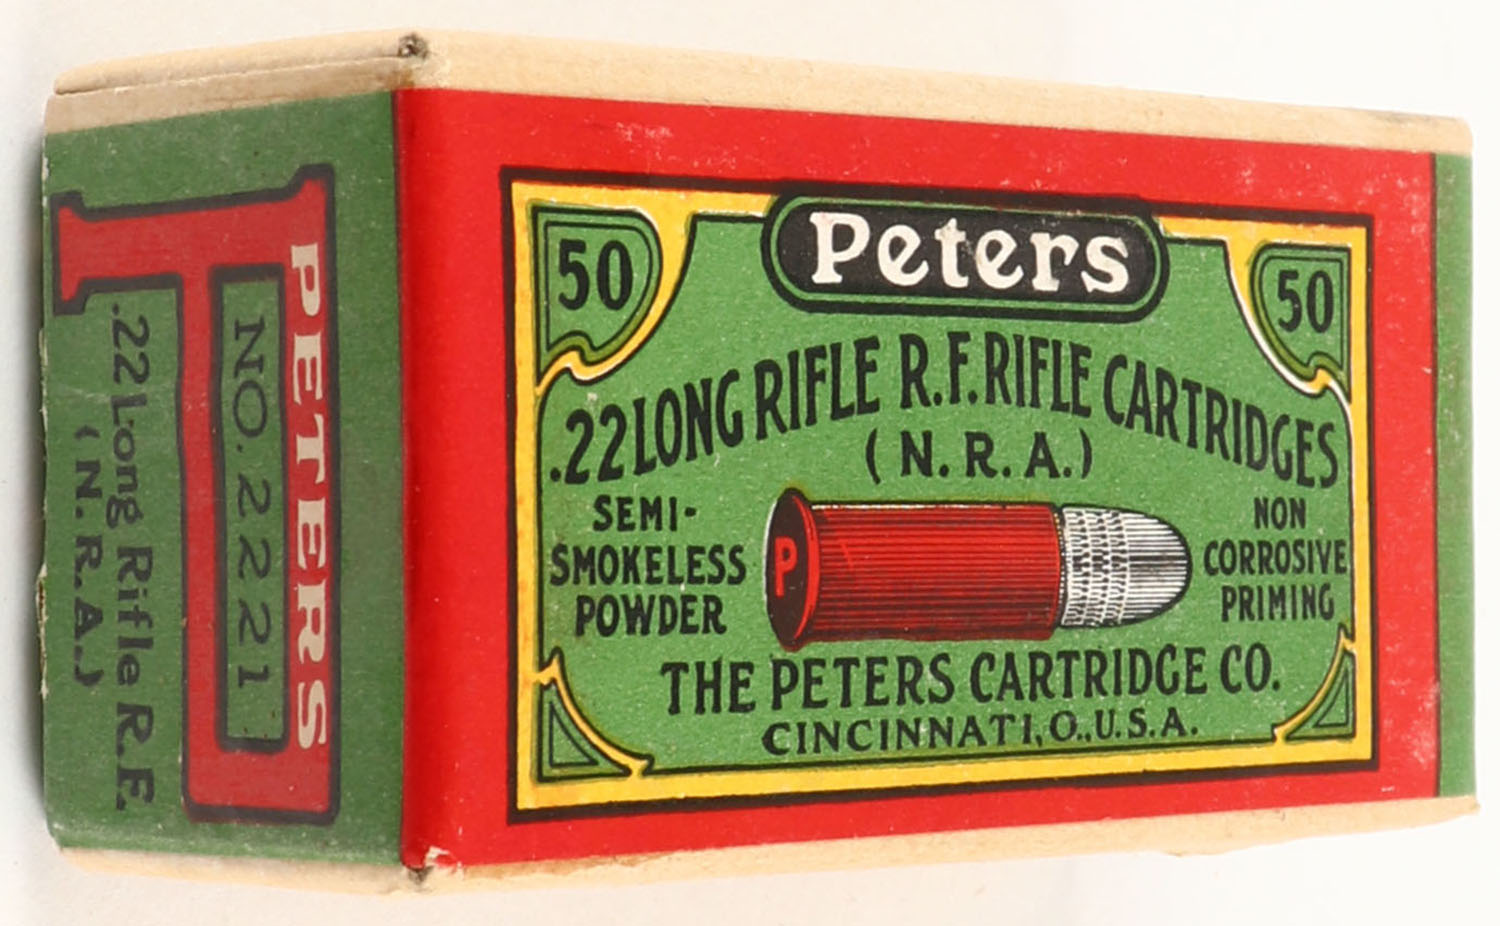 PETERS
NO. 2221
.22 Long Rifle R.F.
(N.R.A.)
50
Peters
50
.22 LONG RIFLE R.F. RIFLE CARTRIDGES
(N.R.A.)
SEMI-
SMOKELESS
POWDER
P
NON
CORROSIVE
PRIMING
THE PETERS CARTRIDGE CO.
CINCINNATI, O., U.S.A.